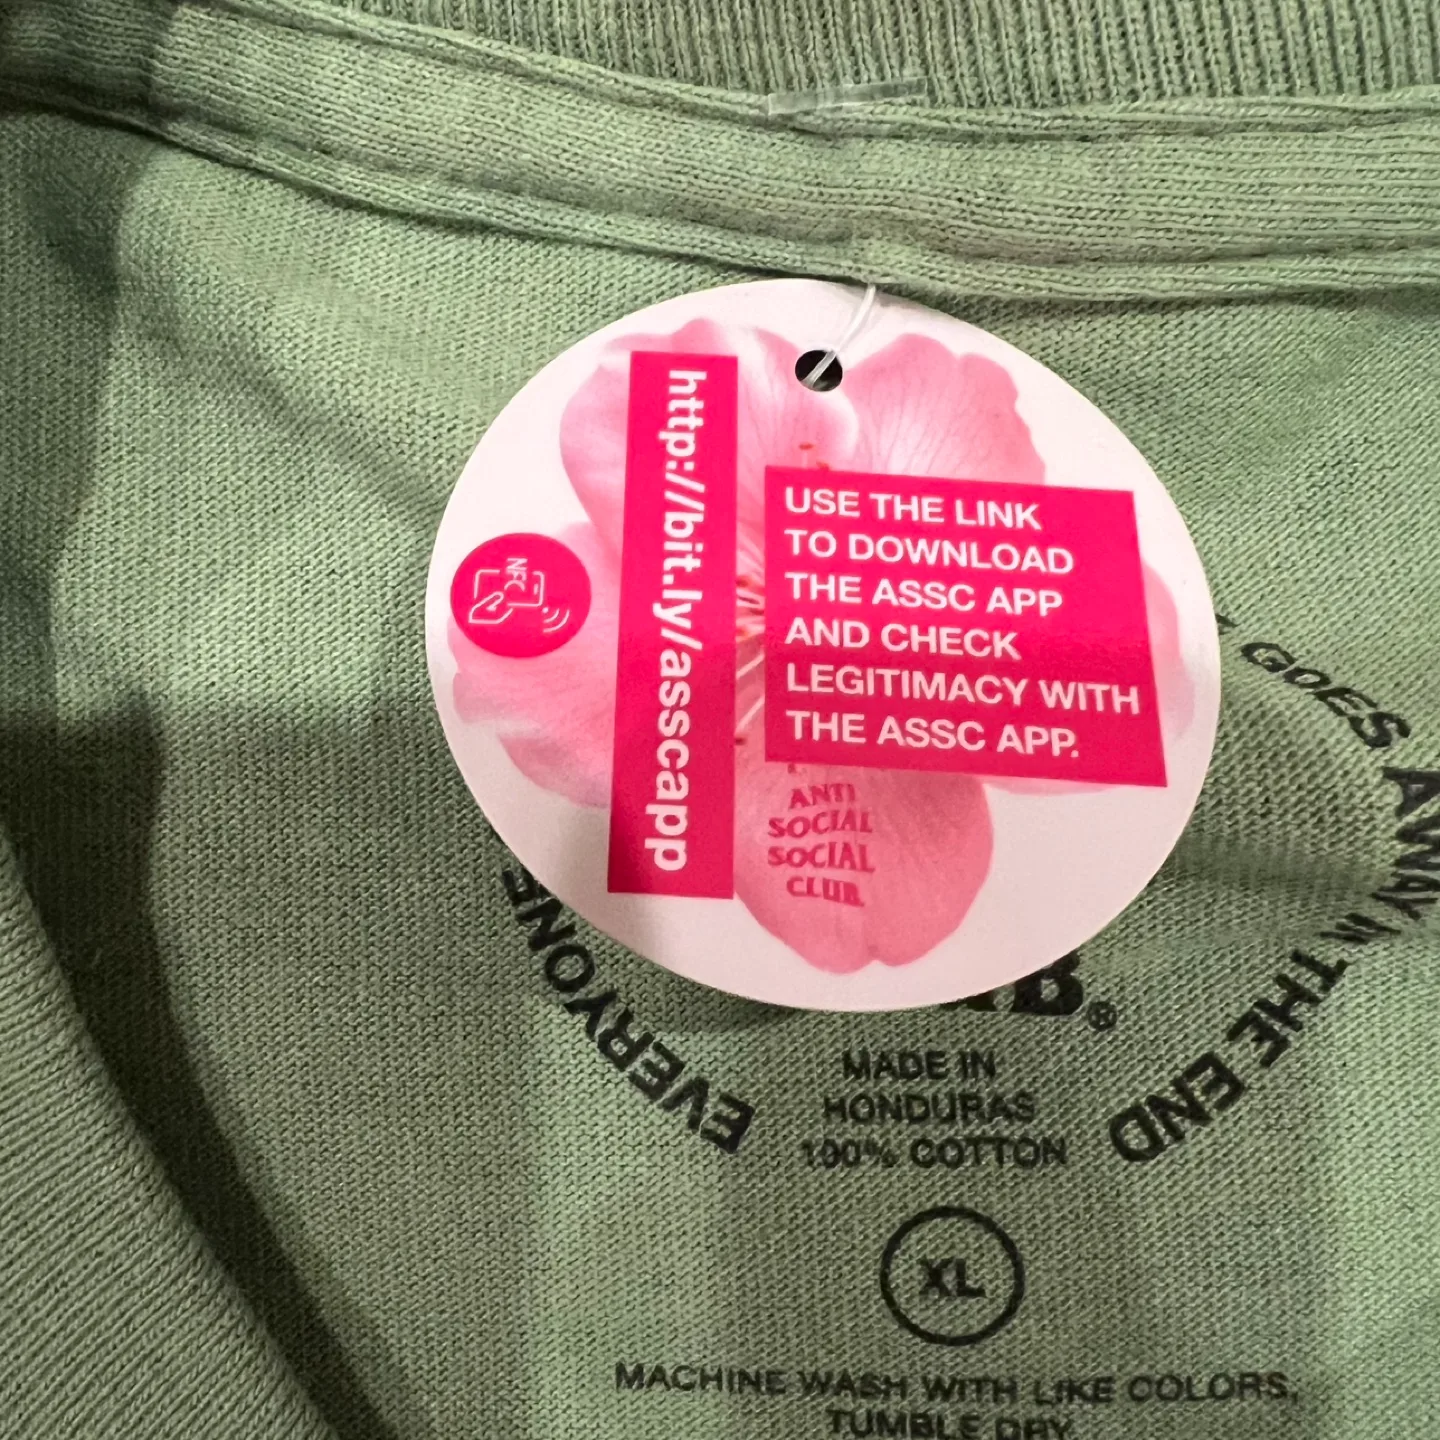 http://bit.ly/asscapp
NFC
USE THE LINK
TO DOWNLOAD
THE ASSC APP
AND CHECK
LEGITIMACY WITH
THE ASSC APP.
ANTI
SOCIAL
SOCIAL
CLUB.
EVERYONE
GOES
AWAY IN THE END
®
MADE IN
HONDURAS
100% COTTON
XL
MACHINE WASH WITH LIKE COLORS,
TUMBLE DRY